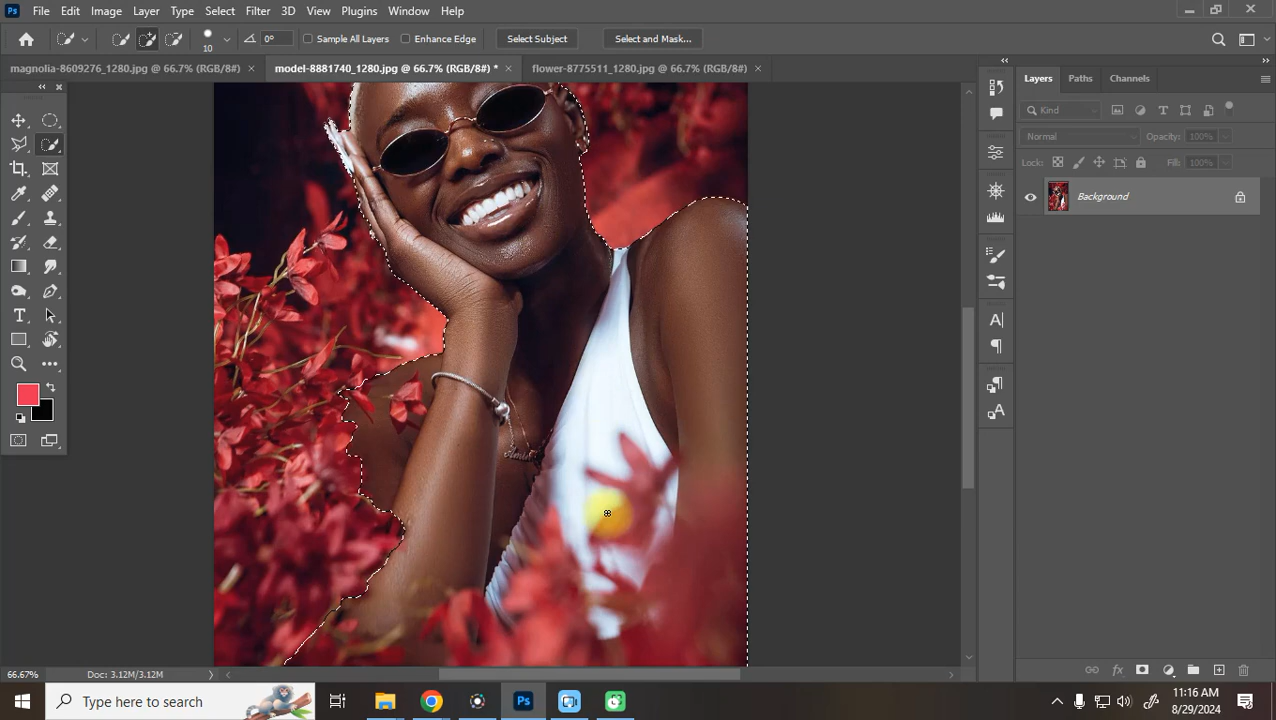 Ps File Edit Image Layer Type Select Filter 3D View Plugins Window Help
10 0° Sample All Layers Enhance Edge Select Subject Select and Mask...
magnolia-8609276_1280.jpg @ 66.7% (RGB/8#) × model-8881740_1280.jpg @ 66.7% (RGB/8#) * × flower-8775511_1280.jpg @ 66.7% (RGB/8#) ×
Layers Paths Channels
Kind
Normal Opacity: 100%
Lock: Fill: 100%
Background
66.67% Doc: 3.12M/3.12M
Type here to search
Ps
11:16 AM
8/29/2024